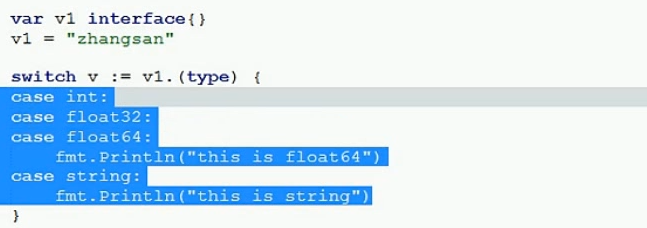 var v1 interface{}
v1 = "zhangsan"
switch v := v1.(type) {
case int:
case float32:
case float64:
    fmt.Println("this is float64")
case string:
    fmt.Println("this is string")
}